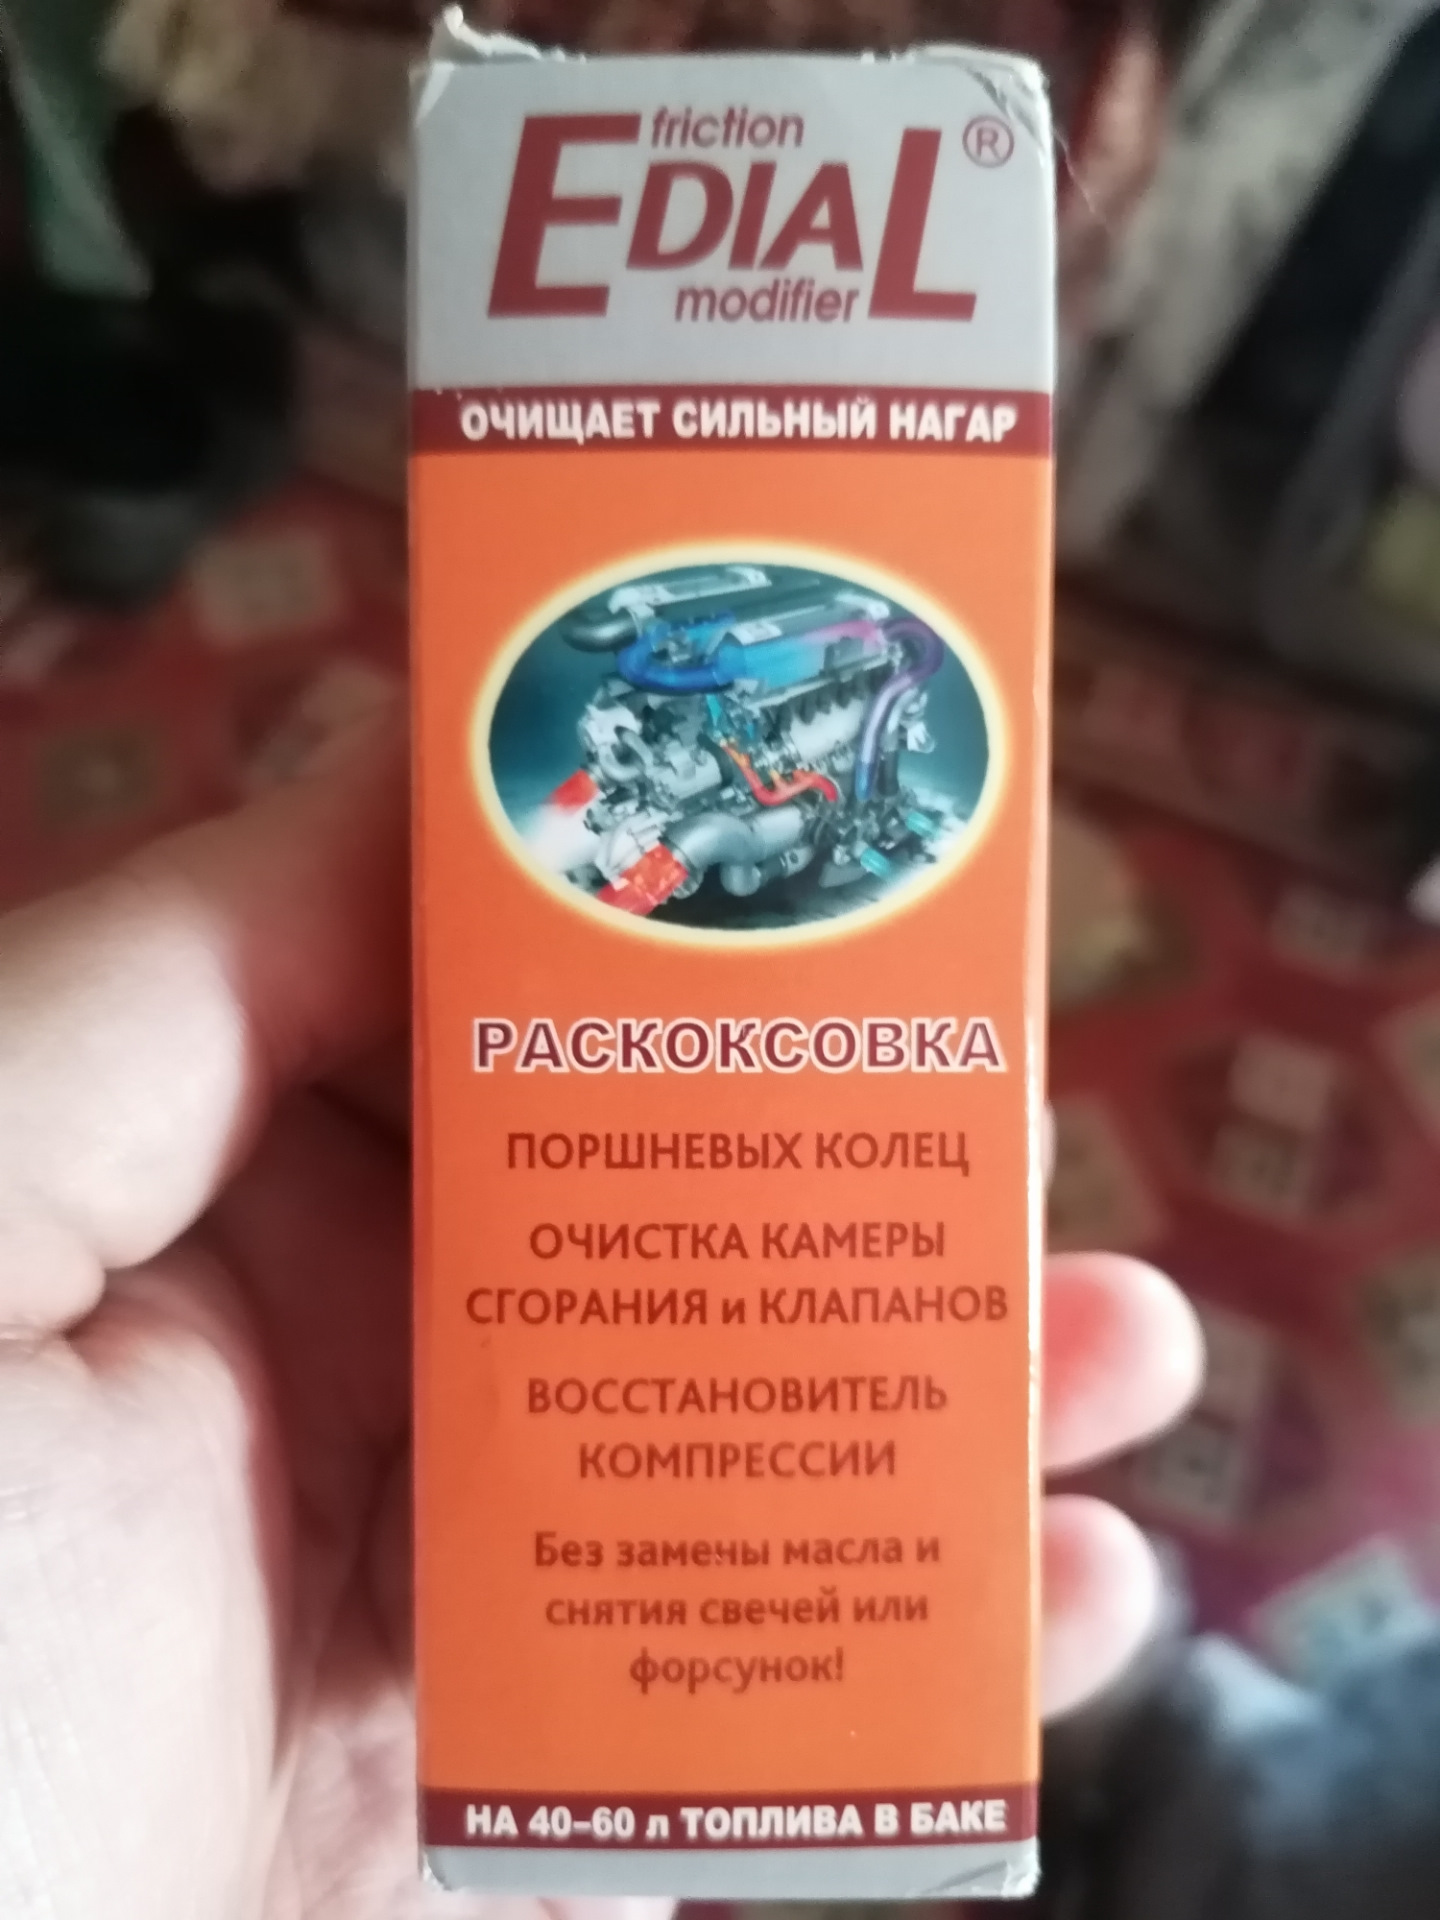 friction
EDIAL®
modifier
ОЧИЩАЕТ СИЛЬНЫЙ НАГАР
РАСКОКСОВКА
ПОРШНЕВЫХ КОЛЕЦ
ОЧИСТКА КАМЕРЫ
СГОРАНИЯ и КЛАПАНОВ
ВОССТАНОВИТЕЛЬ
КОМПРЕССИИ
Без замены масла и
снятия свечей или
форсунок!
НА 40–60 л ТОПЛИВА В БАКЕ